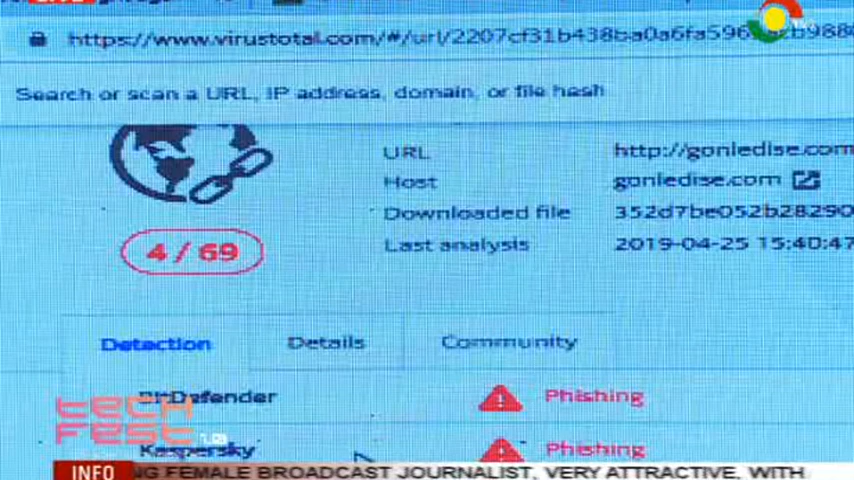 https://www.virustotal.com/#/url/2207cf31b438ba0a6fa596
Search or scan a URL, IP address, domain, or file hash
URL http://gonledise.com
Host gonledise.com
Downloaded file 352d7be052b28290
Last analysis 2019-04-25 15:40:47
4 / 69
Detection Details Community
BitDefender Phishing
Kaspersky Phishing
TECH
FEST
INFO NG FEMALE BROADCAST JOURNALIST, VERY ATTRACTIVE, WITH